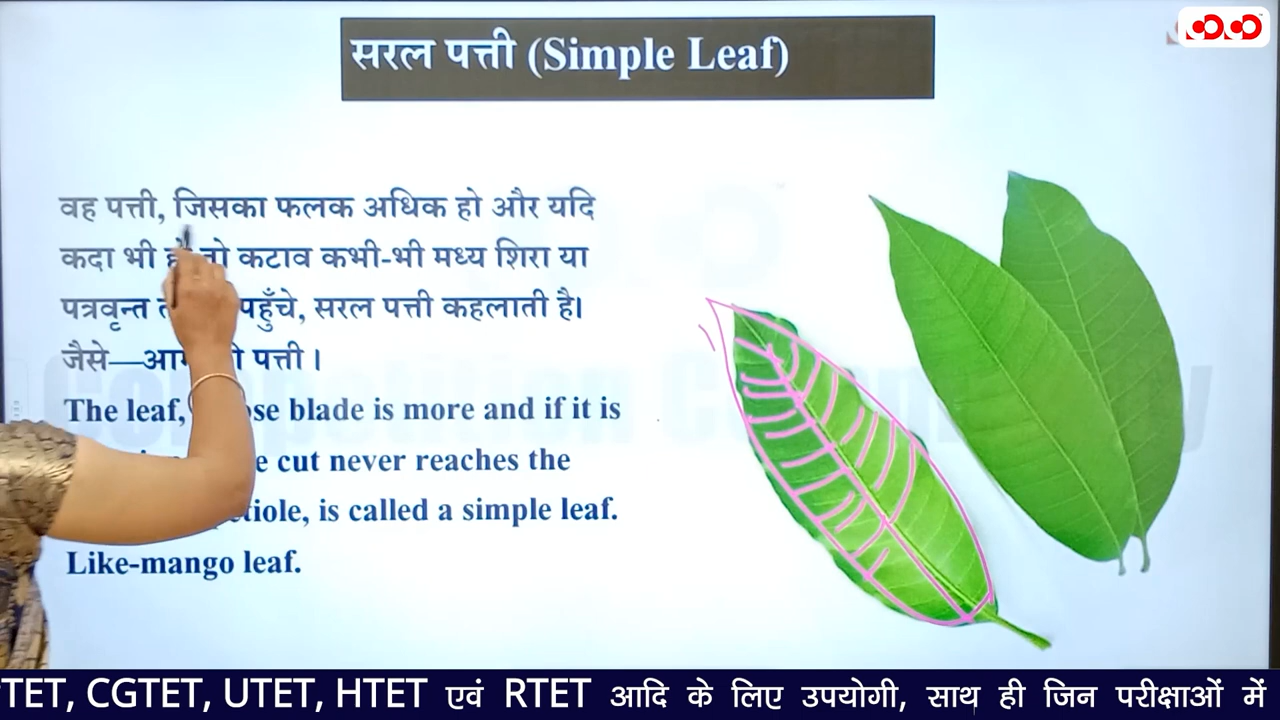 सरल पत्ती (Simple Leaf)
वह पत्ती, जिसका फलक अधिक हो और यदि
कदा भी हो तो कटाव कभी-भी मध्य शिरा या
पत्रवृन्त पहुँचे, सरल पत्ती कहलाती है।
जैसे—आम की पत्ती।
The leaf, whose blade is more and if it is
cut never reaches the
petiole, is called a simple leaf.
Like-mango leaf.
TET, CGTET, UTET, HTET एवं RTET आदि के लिए उपयोगी, साथ ही जिन परीक्षाओं में